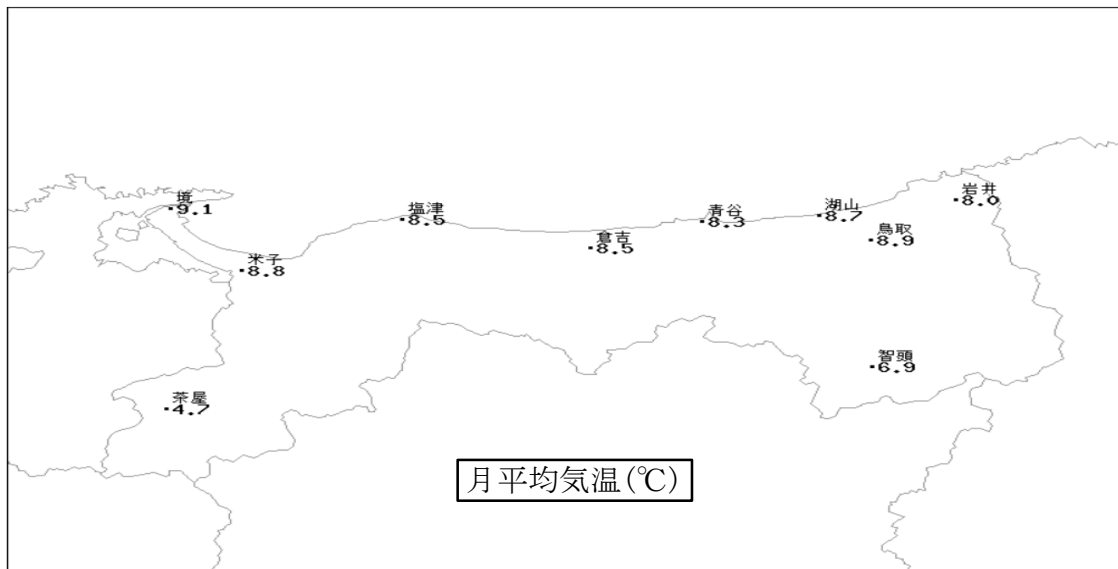 境
9.1
米子
8.8
塩津
8.5
倉吉
8.5
青谷
8.3
湖山
8.7
鳥取
8.9
岩井
8.0
智頭
6.9
茶屋
4.7
月平均気温(℃)